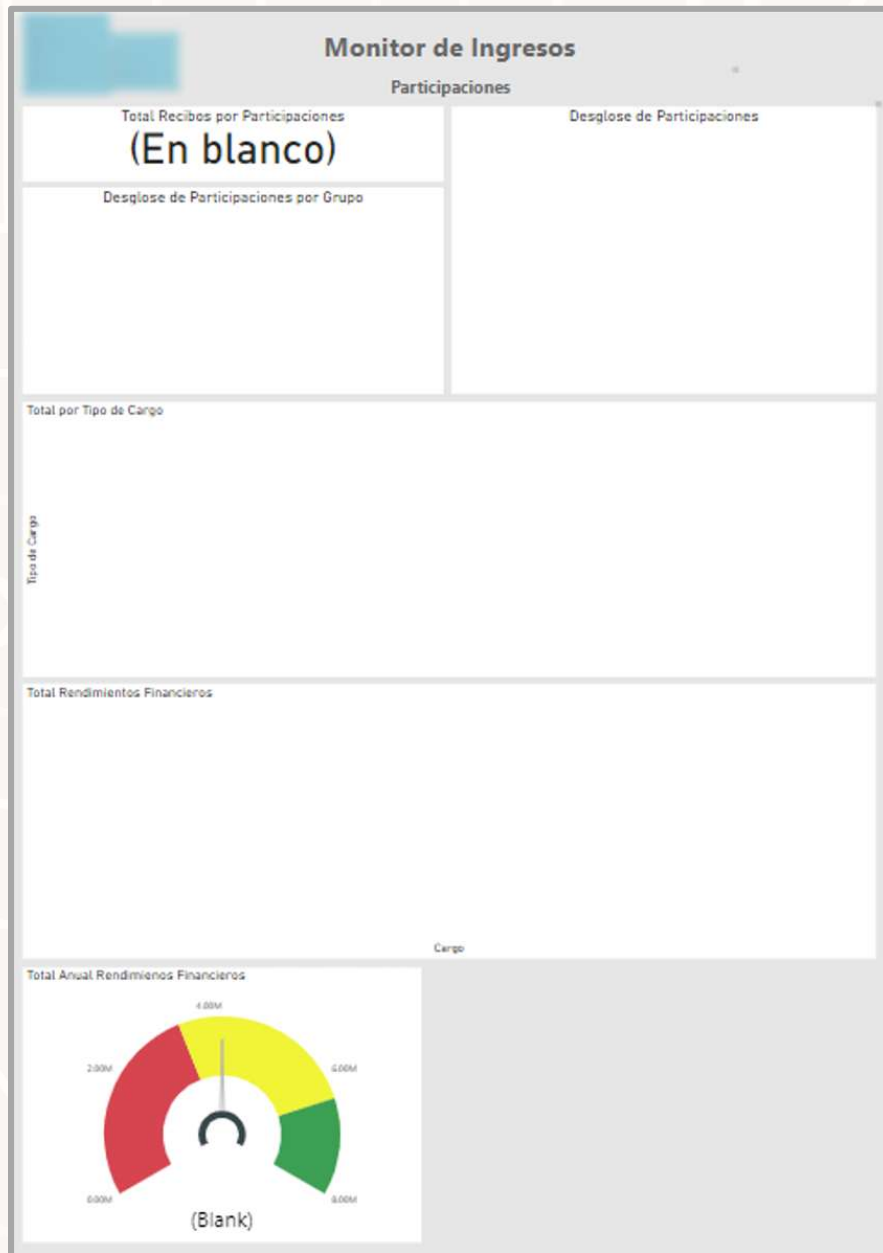 Monitor de Ingresos
Participaciones
Total Recibos por Participaciones
(En blanco)
Desglose de Participaciones
Desglose de Participaciones por Grupo
Total por Tipo de Cargo
Tipo de Cargo
Total Rendimientos Financieros
Cargo
Total Anual Rendimienos Financieros
4.00M
2.00M
6.00M
0.00M
8.00M
(Blank)